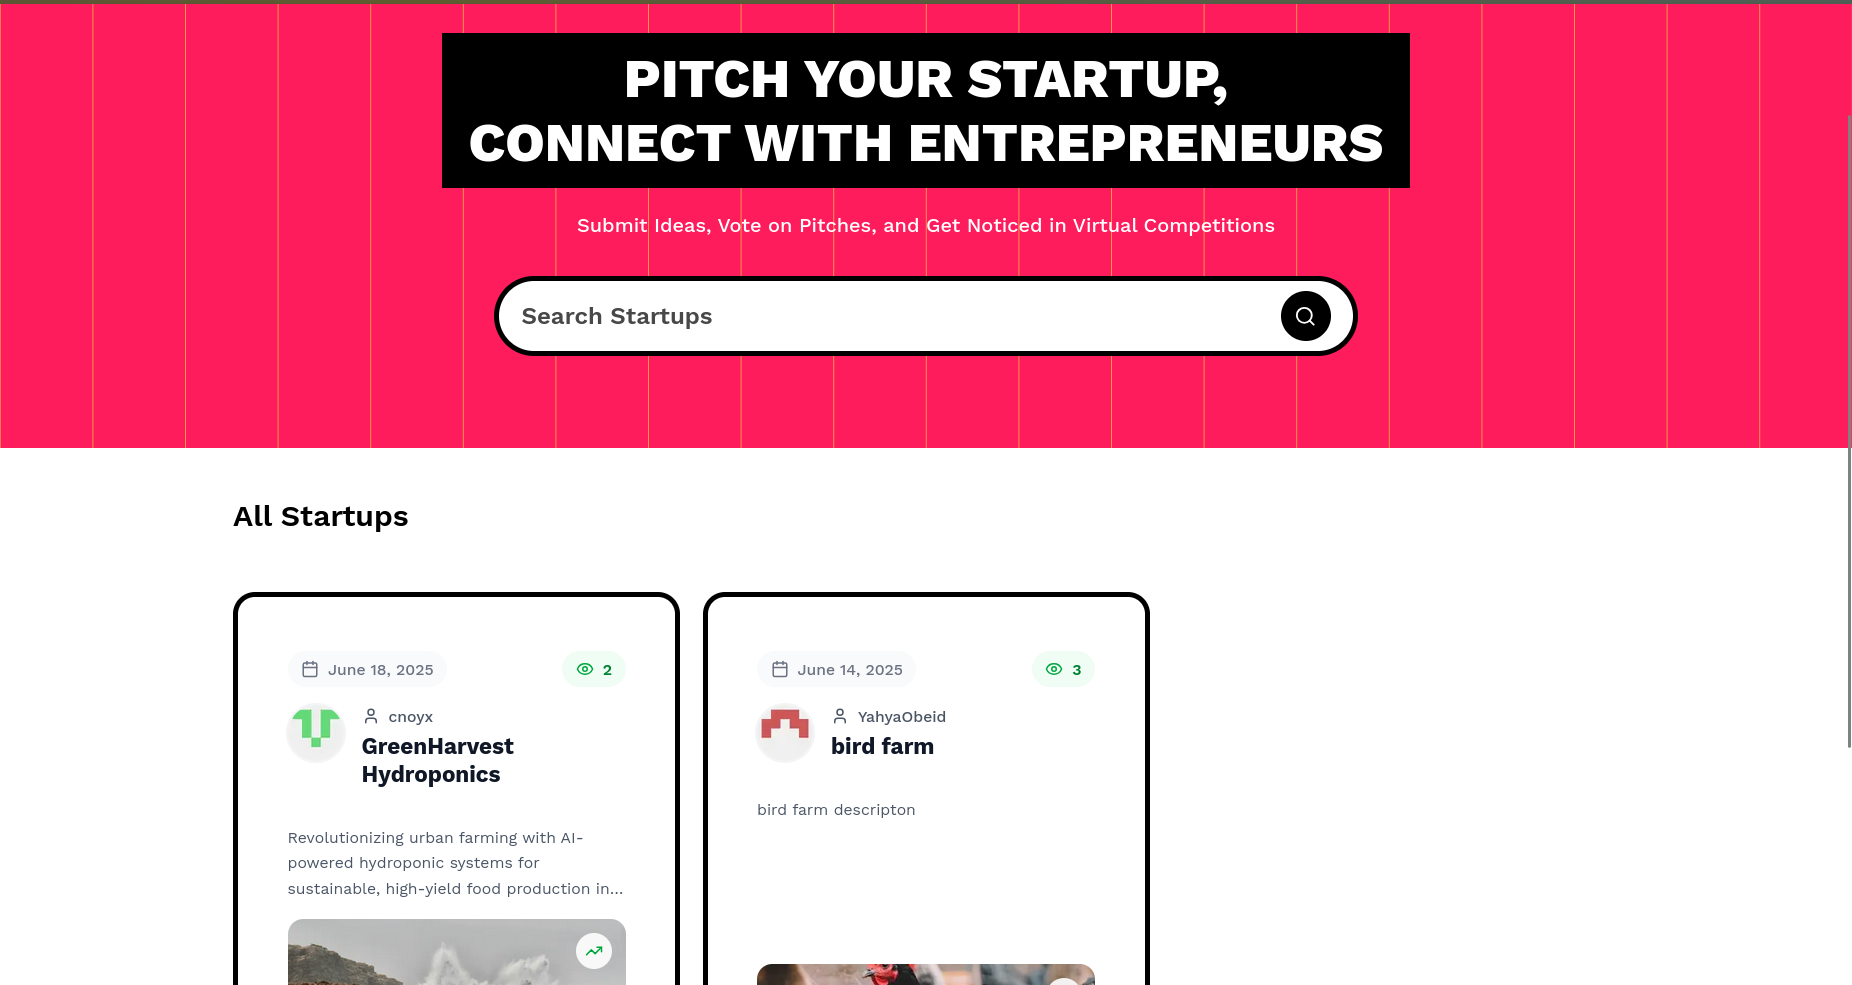 PITCH YOUR STARTUP,
CONNECT WITH ENTREPRENEURS
Submit Ideas, Vote on Pitches, and Get Noticed in Virtual Competitions
Search Startups
All Startups
June 18, 2025
2
cnoyx
GreenHarvest
Hydroponics
Revolutionizing urban farming with AI-
powered hydroponic systems for
sustainable, high-yield food production in...
June 14, 2025
3
YahyaObeid
bird farm
bird farm descripton